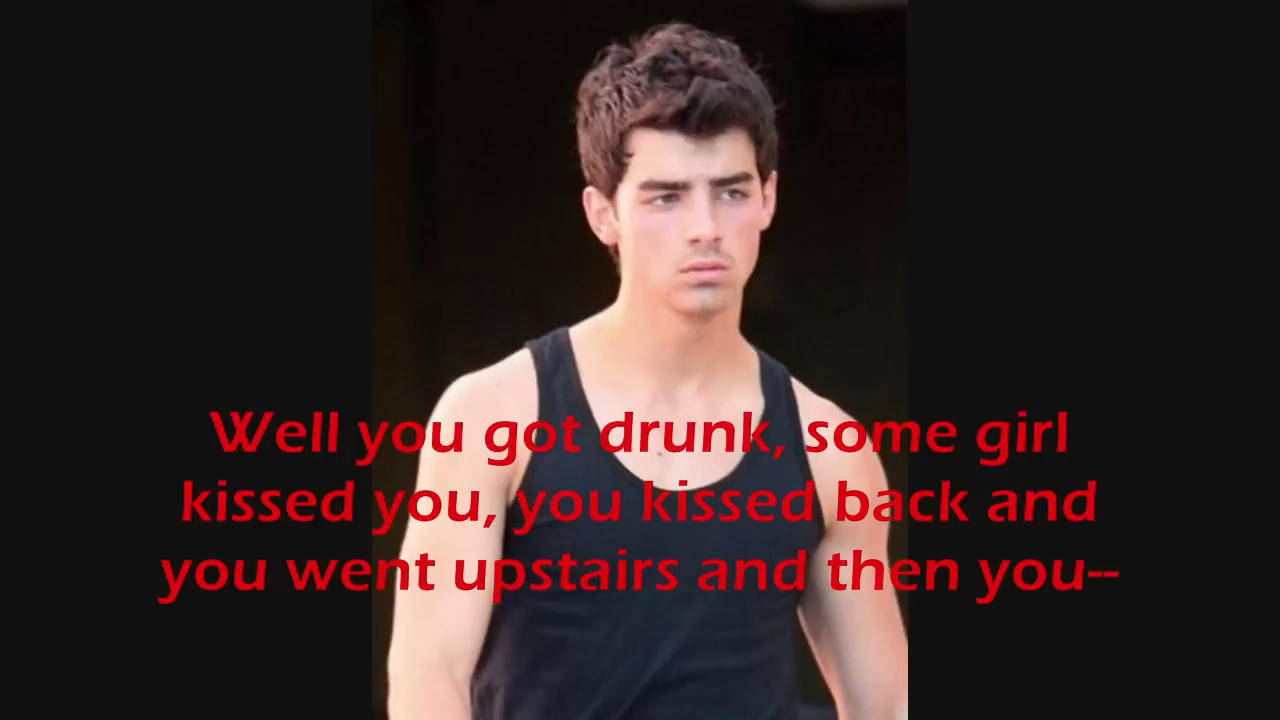 Well you got drunk, some girl
kissed you, you kissed back and
you went upstairs and then you--